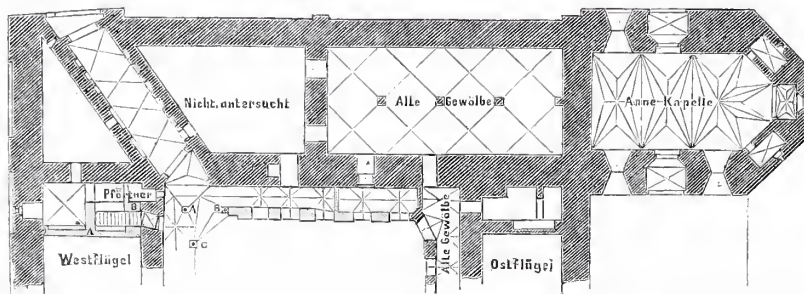 Nicht untersucht
Alte Gewölbe
Anne-Kapelle
Pförtner
B
A
A
B
C
Alte Gewölbe
Westflügel
Ostflügel